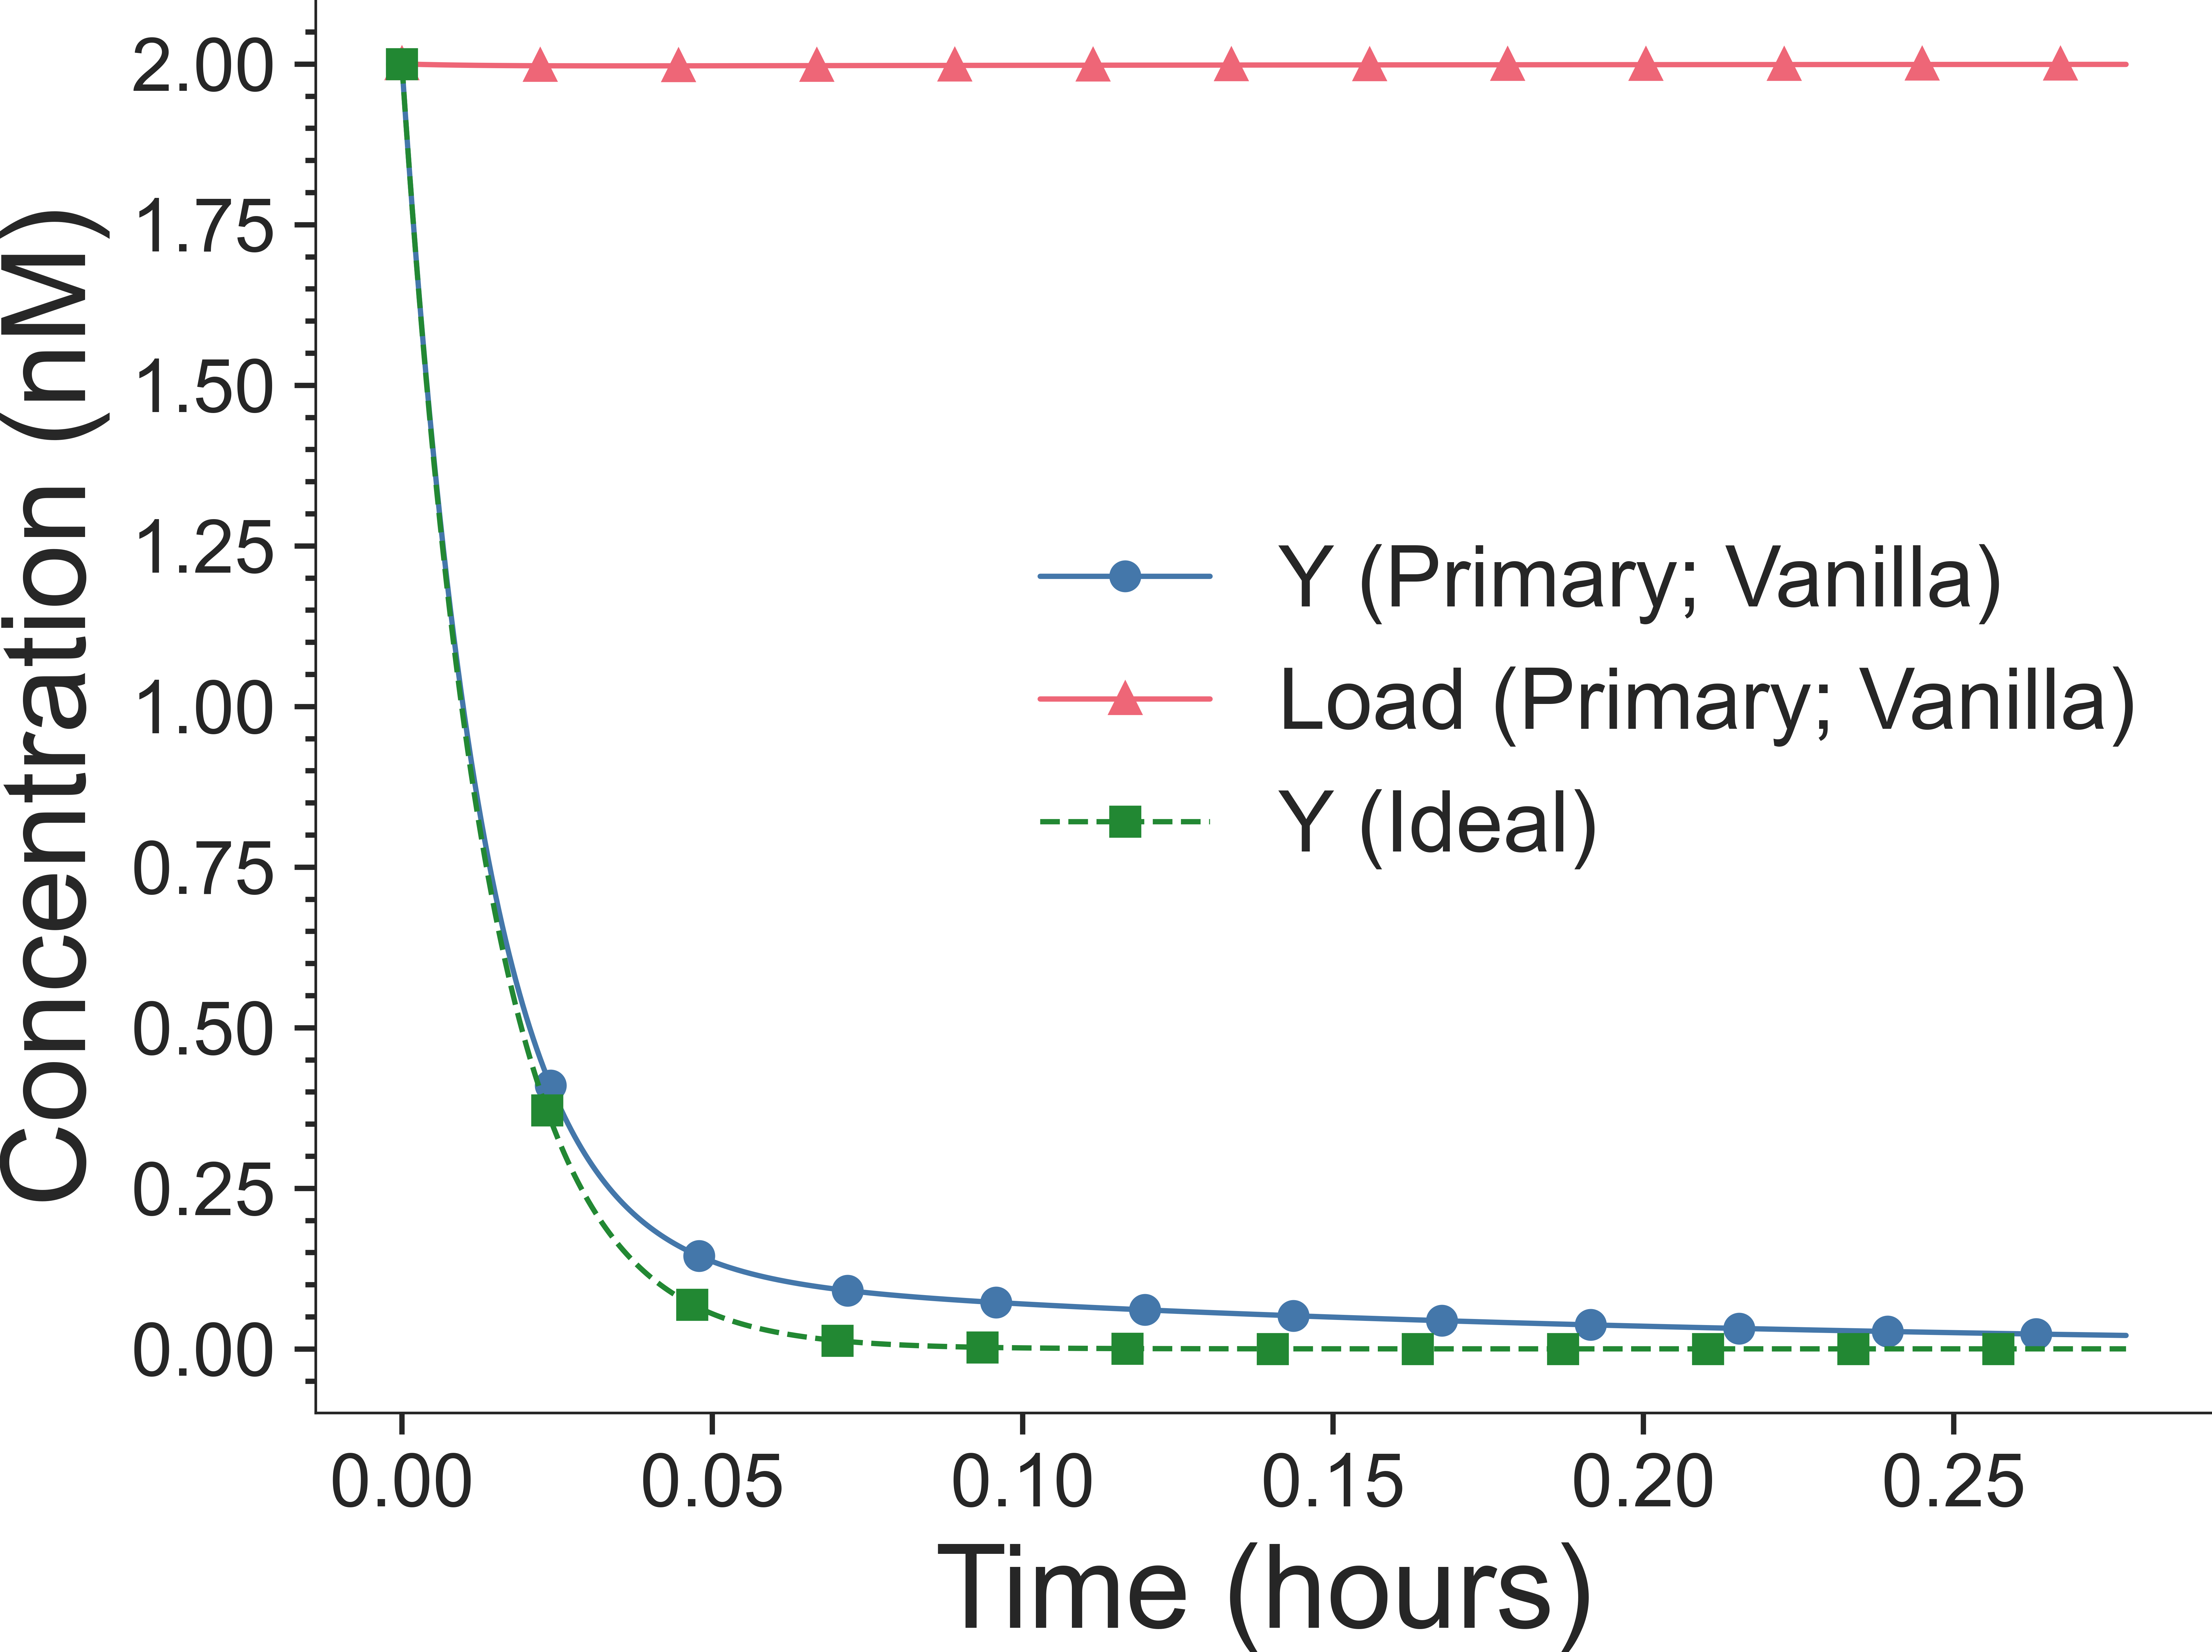 Concentration (nM)
2.00
1.75
1.50
1.25
1.00
0.75
0.50
0.25
0.00
Y (Primary; Vanilla)
Load (Primary; Vanilla)
Y (Ideal)
0.00 0.05 0.10 0.15 0.20 0.25
Time (hours)